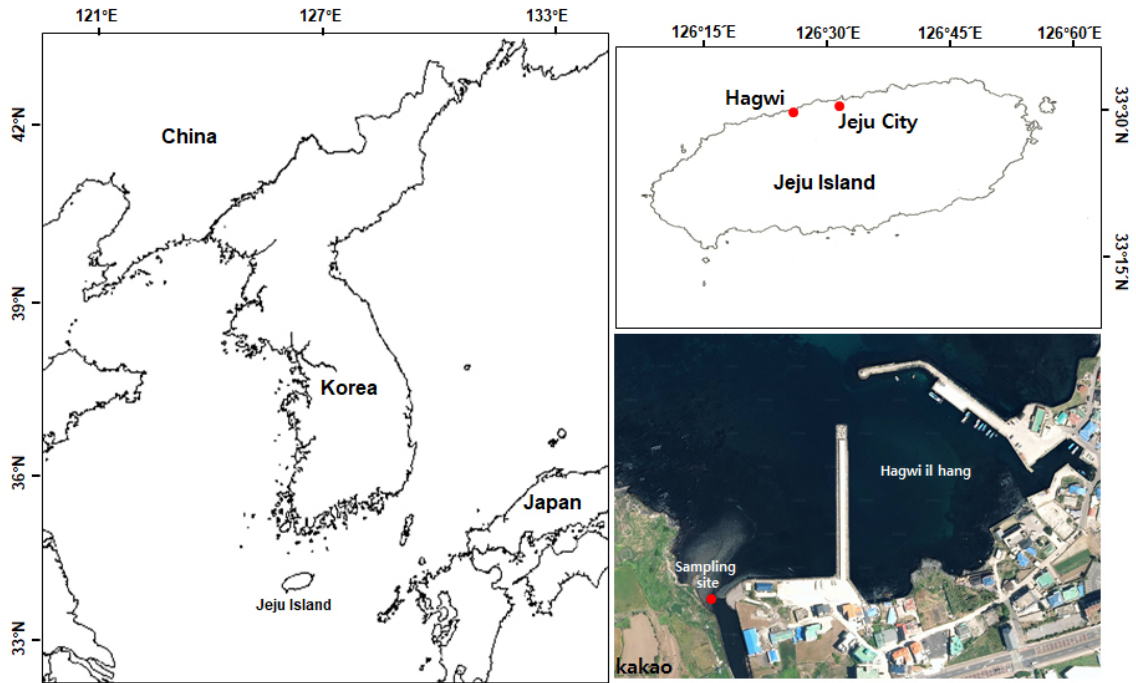 121°E
127°E
133°E
42°N
39°N
36°N
33°N
China
Korea
Japan
Jeju Island
126°15´E
126°30´E
126°45´E
126°60´E
33°30´N
33°15´N
Hagwi
Jeju City
Jeju Island
Hagwi il hang
Sampling
site
kakao